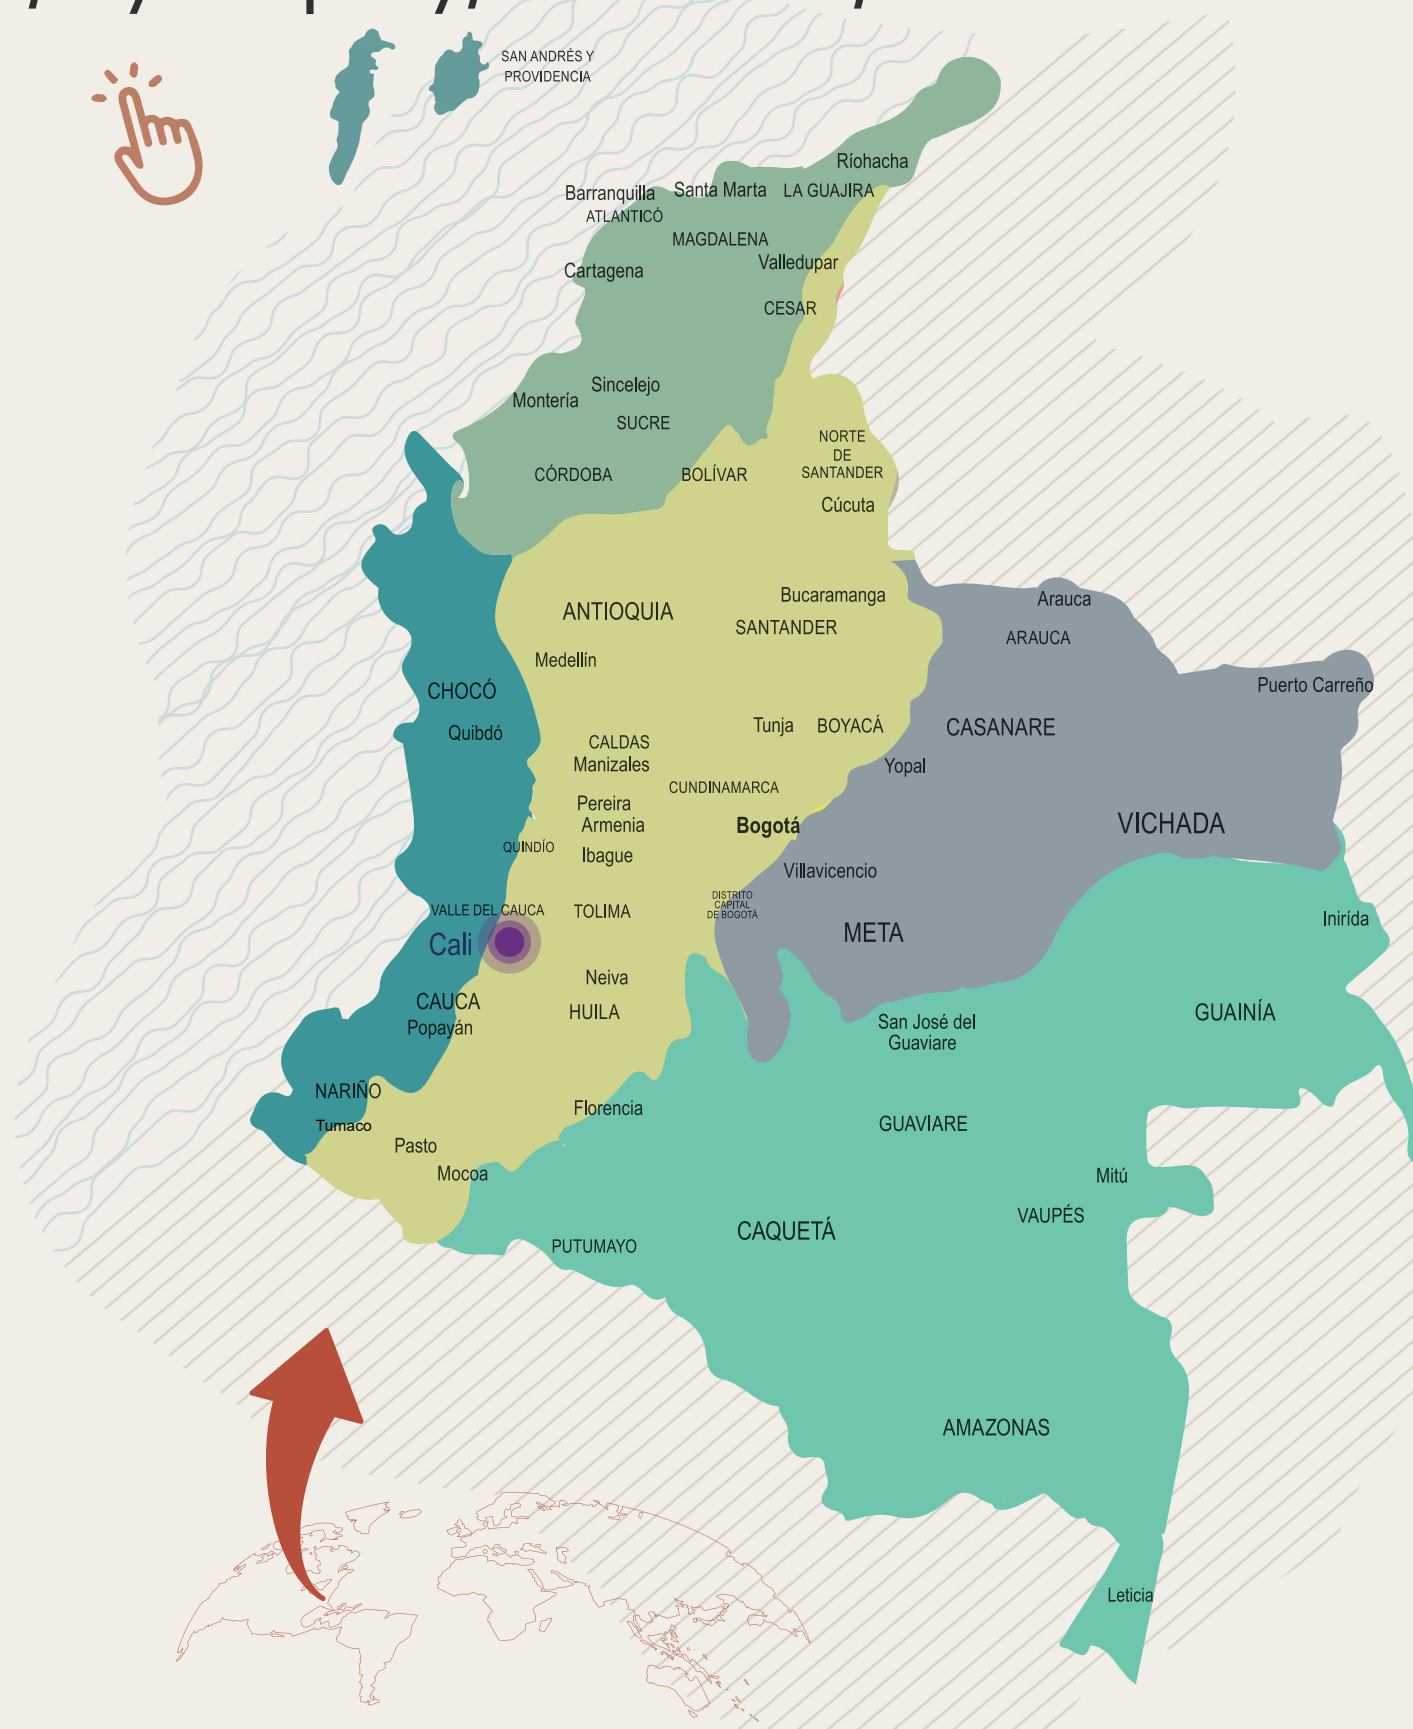 SAN ANDRÉS Y
PROVIDENCIA
Ríohacha
Barranquilla
Santa Marta
LA GUAJIRA
ATLANTICÓ
MAGDALENA
Valledupar
Cartagena
CESAR
Sincelejo
Montería
SUCRE
NORTE
DE
SANTANDER
CÓRDOBA
BOLÍVAR
Cúcuta
Bucaramanga
Arauca
ANTIOQUIA
SANTANDER
ARAUCA
Medellín
Puerto Carreño
CHOCÓ
Quibdó
Tunja
BOYACÁ
CASANARE
CALDAS
Manizales
Yopal
CUNDINAMARCA
Pereira
Armenia
Bogotá
VICHADA
QUINDÍO
Ibague
Villavicencio
DISTRITO
CAPITAL
DE BOGOTÀ
VALLE DEL CAUCA
TOLIMA
Inirída
META
Cali
Neiva
CAUCA
HUILA
GUAINÍA
Popayán
San José del
Guaviare
NARIÑO
Florencia
Tumaco
GUAVIARE
Pasto
Mocoa
Mitú
VAUPÉS
CAQUETÁ
PUTUMAYO
AMAZONAS
Leticia